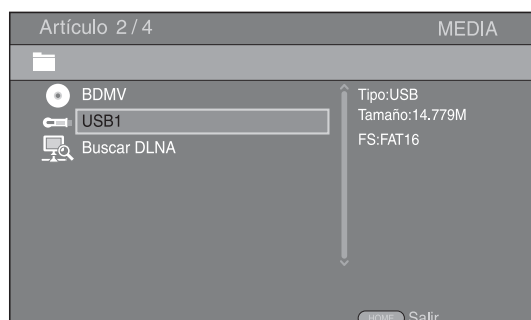 Artículo 2/4 MEDIA
BDMV
USB1
Buscar DLNA
Tipo:USB
Tamaño:14.779M
FS:FAT16
HOME Salir